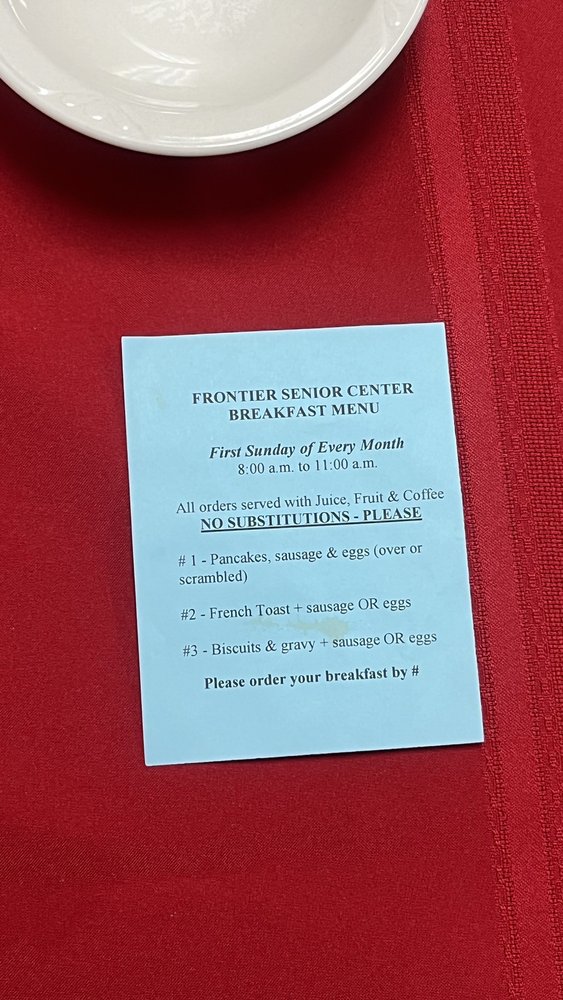 FRONTIER SENIOR CENTER
BREAKFAST MENU
First Sunday of Every Month
8:00 a.m. to 11:00 a.m.
All orders served with Juice, Fruit & Coffee
NO SUBSTITUTIONS - PLEASE
# 1 - Pancakes, sausage & eggs (over or
scrambled)
#2 - French Toast + sausage OR eggs
#3 - Biscuits & gravy + sausage OR eggs
Please order your breakfast by #